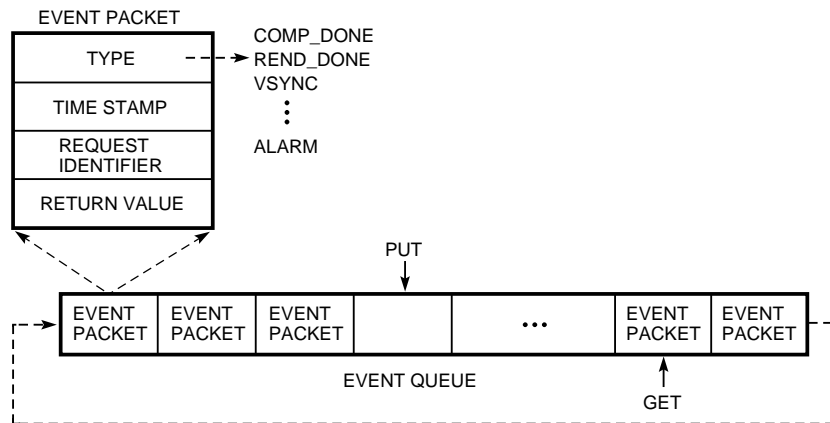 EVENT PACKET
TYPE
COMP_DONE
REND_DONE
VSYNC
ALARM
TIME STAMP
REQUEST
IDENTIFIER
RETURN VALUE
PUT
EVENT
PACKET
EVENT
PACKET
EVENT
PACKET
•••
EVENT
PACKET
EVENT
PACKET
EVENT QUEUE
GET